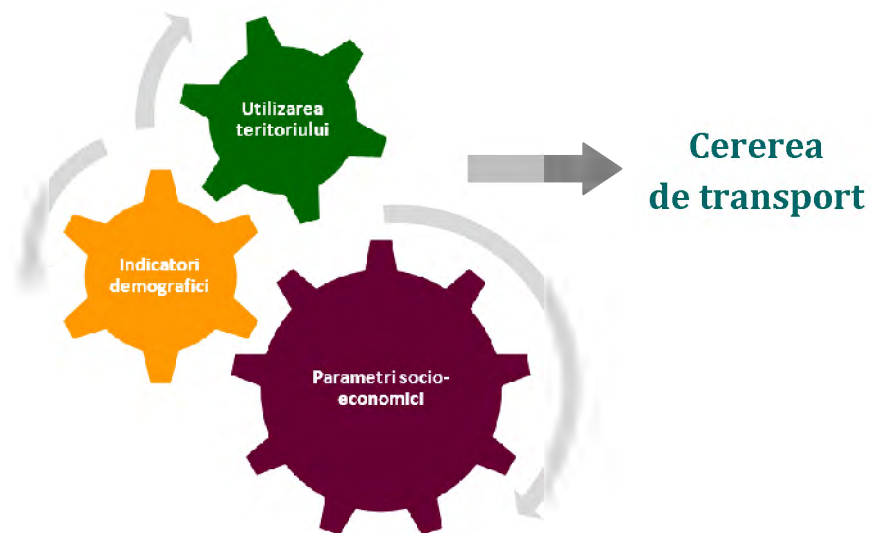 Utilizarea
teritoriului
Cererea
de transport
Indicatori
demografici
Parametri socio-
economici